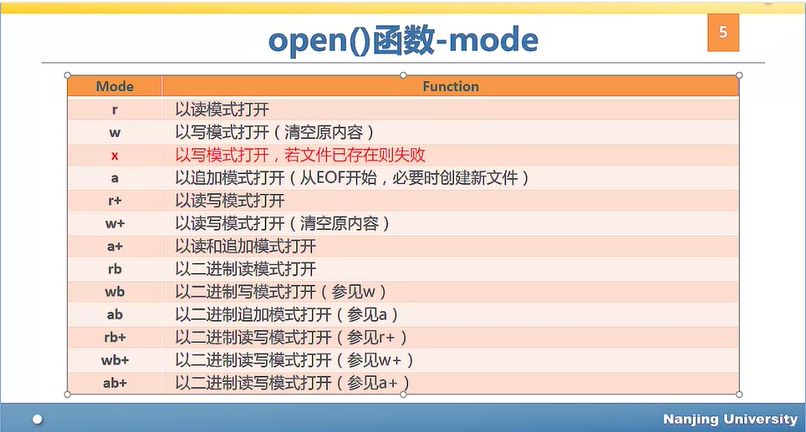 open()函数-mode
5
Mode Function
r 以读模式打开
w 以写模式打开（清空原内容）
x 以写模式打开，若文件已存在则失败
a 以追加模式打开（从EOF开始，必要时创建新文件）
r+ 以读写模式打开
w+ 以读写模式打开（清空原内容）
a+ 以读和追加模式打开
rb 以二进制读模式打开
wb 以二进制写模式打开（参见w）
ab 以二进制追加模式打开（参见a）
rb+ 以二进制读写模式打开（参见r+）
wb+ 以二进制读写模式打开（参见w+）
ab+ 以二进制读写模式打开（参见a+）
Nanjing University